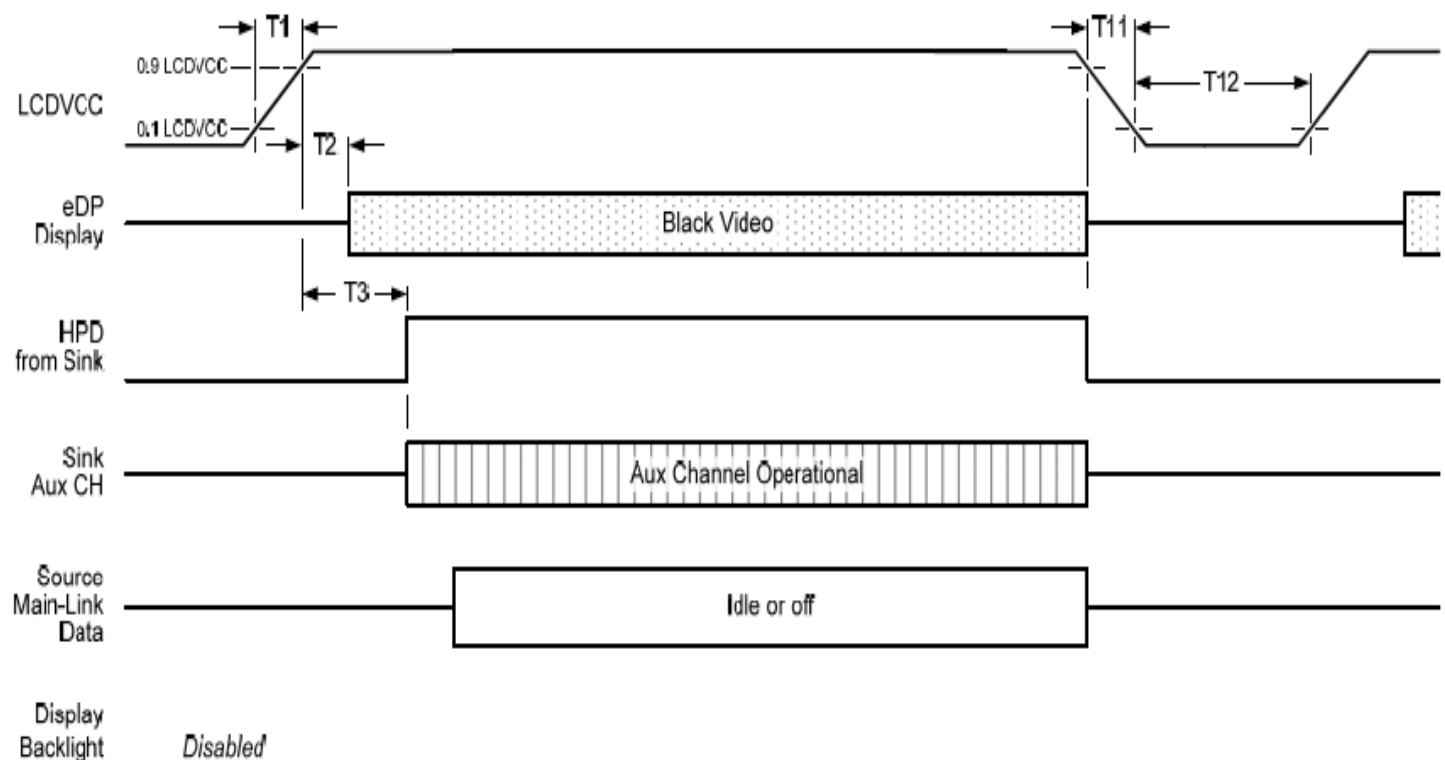 T1
T11
0.9 LCDVCC
T12
LCDVCC
0.1 LCDVCC
T2
eDP
Display
Black Video
T3
HPD
from Sink
Sink
Aux CH
Aux Channel Operational
Source
Main-Link
Data
Idle or off
Display
Backlight
Disabled